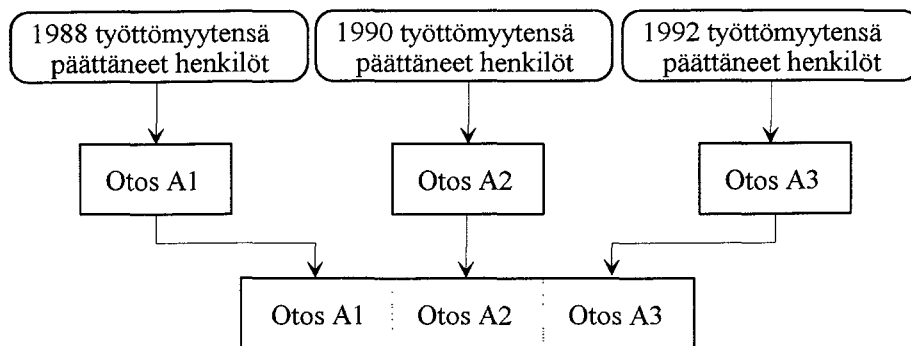 1988 työttömyytensä
päättäneet henkilöt
1990 työttömyytensä
päättäneet henkilöt
1992 työttömyytensä
päättäneet henkilöt
Otos A1
Otos A2
Otos A3
Otos A1
Otos A2
Otos A3